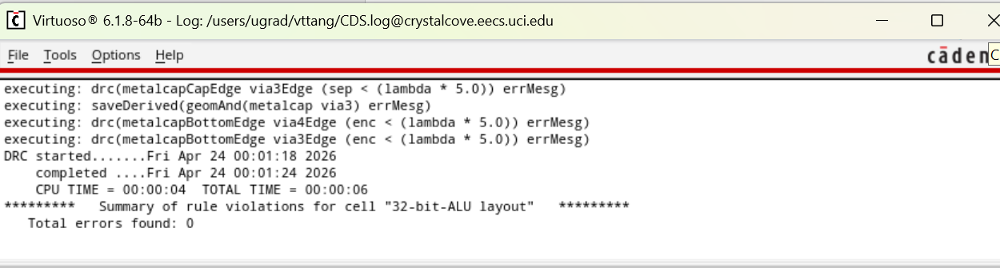 Virtuoso® 6.1.8-64b - Log: /users/ugrad/vttang/CDS.log@crystalcove.eecs.uci.edu
File Tools Options Help
cāden
C
executing: drc(metalcapCapEdge via3Edge (sep < (lambda * 5.0)) errMesg)
executing: saveDerived(geomAnd(metalcap via3) errMesg)
executing: drc(metalcapBottomEdge via4Edge (enc < (lambda * 5.0)) errMesg)
executing: drc(metalcapBottomEdge via3Edge (enc < (lambda * 5.0)) errMesg)
DRC started.......Fri Apr 24 00:01:18 2026
    completed ....Fri Apr 24 00:01:24 2026
    CPU TIME = 00:00:04  TOTAL TIME = 00:00:06
*********   Summary of rule violations for cell "32-bit-ALU layout"   *********
   Total errors found: 0